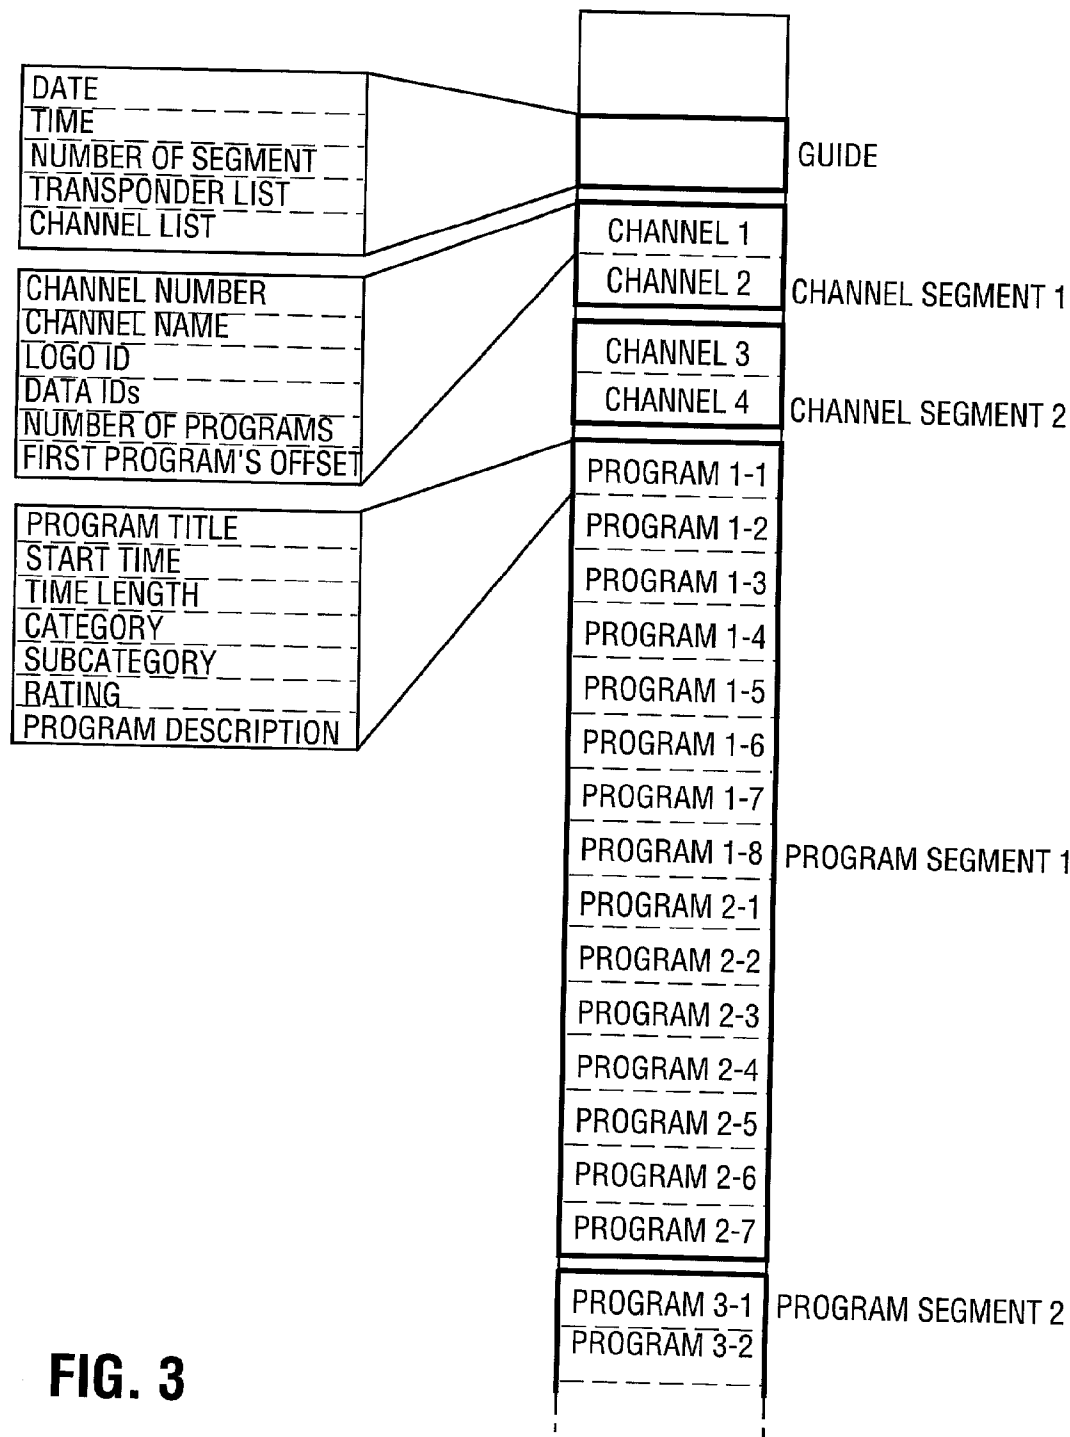 DATE
TIME
NUMBER OF SEGMENT
TRANSPONDER LIST
CHANNEL LIST
CHANNEL NUMBER
CHANNEL NAME
LOGO ID
DATA IDs
NUMBER OF PROGRAMS
FIRST PROGRAM'S OFFSET
PROGRAM TITLE
START TIME
TIME LENGTH
CATEGORY
SUBCATEGORY
RATING
PROGRAM DESCRIPTION
GUIDE
CHANNEL 1
CHANNEL 2
CHANNEL SEGMENT 1
CHANNEL 3
CHANNEL 4
CHANNEL SEGMENT 2
PROGRAM 1-1
PROGRAM 1-2
PROGRAM 1-3
PROGRAM 1-4
PROGRAM 1-5
PROGRAM 1-6
PROGRAM 1-7
PROGRAM 1-8
PROGRAM SEGMENT 1
PROGRAM 2-1
PROGRAM 2-2
PROGRAM 2-3
PROGRAM 2-4
PROGRAM 2-5
PROGRAM 2-6
PROGRAM 2-7
PROGRAM 3-1
PROGRAM SEGMENT 2
PROGRAM 3-2
FIG. 3